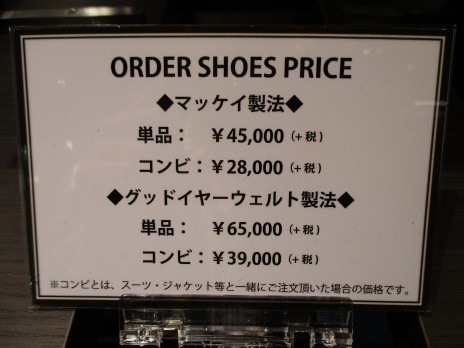 ORDER SHOES PRICE
◆マッケイ製法◆
単品： ￥45,000（+税）
コンビ：￥28,000（+税）
◆グッドイヤーウェルト製法◆
単品： ￥65,000（+税）
コンビ：￥39,000（+税）
※コンビとは、スーツ・ジャケット等と一緒にご注文頂いた場合の価格です。